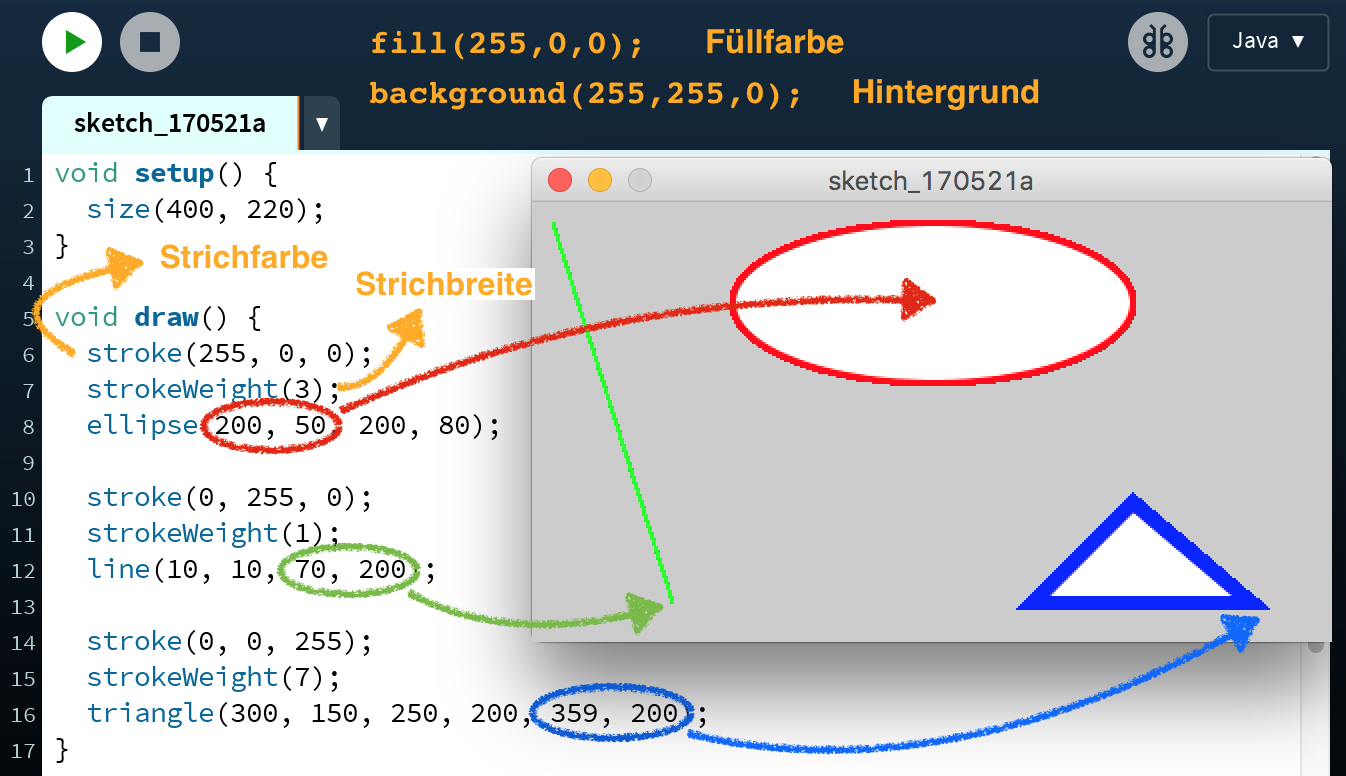 fill(255,0,0); Füllfarbe
Java ▼
background(255,255,0); Hintergrund
sketch_170521a ▼
sketch_170521a
1 void setup() {
2 size(400, 220);
3 }
Strichfarbe
4
Strichbreite
5 void draw() {
6 stroke(255, 0, 0);
7 strokeWeight(3);
8 ellipse(200, 50, 200, 80);
9
10 stroke(0, 255, 0);
11 strokeWeight(1);
12 line(10, 10, 70, 200);
13
14 stroke(0, 0, 255);
15 strokeWeight(7);
16 triangle(300, 150, 250, 200, 359, 200);
17 }